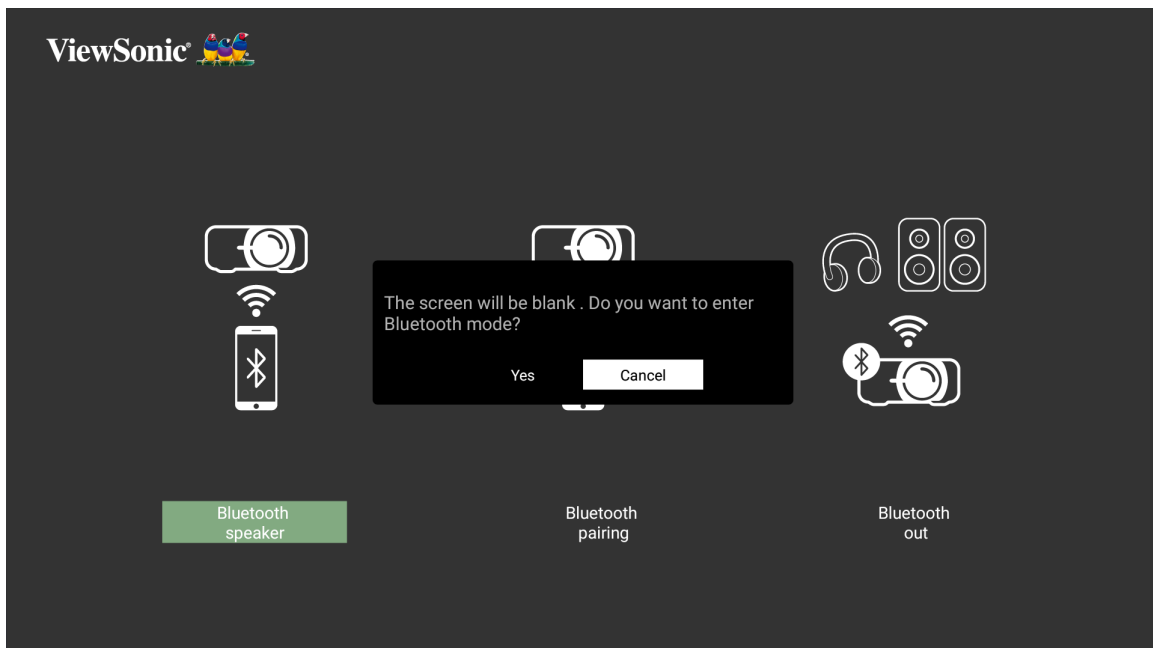 ViewSonic®
The screen will be blank . Do you want to enter
Bluetooth mode?
Yes
Cancel
Bluetooth
speaker
Bluetooth
pairing
Bluetooth
out